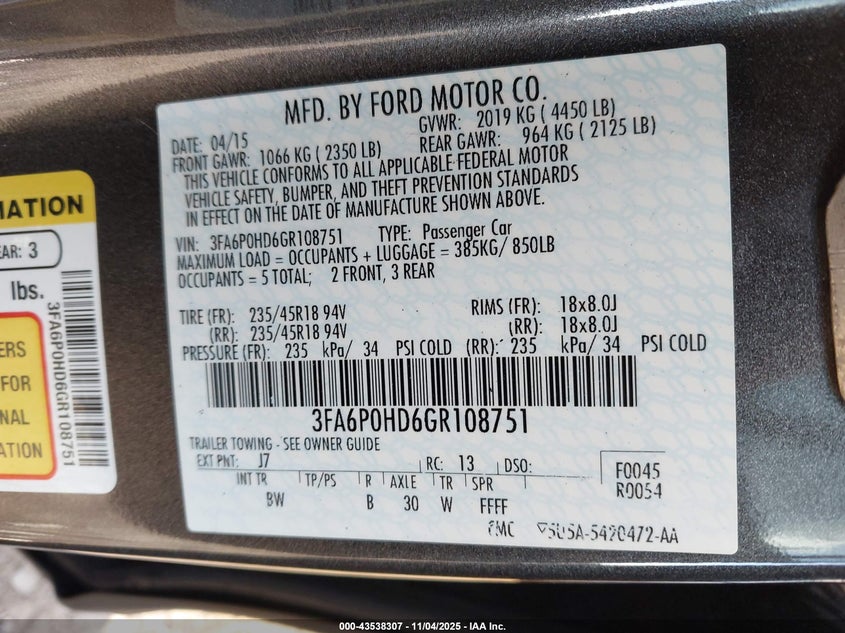 MATION
EAR: 3
lbs.
ERS
FOR
NAL
ATION
3FA6P0HD6GR108751
MFD. BY FORD MOTOR CO.
DATE: 04/15 GVWR: 2019 KG ( 4450 LB)
FRONT GAWR: 1066 KG ( 2350 LB) REAR GAWR: 964 KG ( 2125 LB)
THIS VEHICLE CONFORMS TO ALL APPLICABLE FEDERAL MOTOR
VEHICLE SAFETY, BUMPER, AND THEFT PREVENTION STANDARDS
IN EFFECT ON THE DATE OF MANUFACTURE SHOWN ABOVE.
VIN: 3FA6P0HD6GR108751 TYPE: Passenger Car
MAXIMUM LOAD = OCCUPANTS + LUGGAGE = 385KG/ 850LB
OCCUPANTS = 5 TOTAL; 2 FRONT, 3 REAR
TIRE (FR): 235/45R18 94V RIMS (FR): 18x8.0J
(RR): 235/45R18 94V (RR): 18x8.0J
PRESSURE (FR): 235 kPa/ 34 PSI COLD (RR): 235 kPa/ 34 PSI COLD
3FA6P0HD6GR108751
TRAILER TOWING - SEE OWNER GUIDE
EXT PNT: J7 RC: 13 DSO: F0045
INT TR TP/PS R AXLE TR SPR R0054
BW B 30 W FFFF
5U5A-5420472-AA
000-43538307 - 11/04/2025 - IAA Inc.